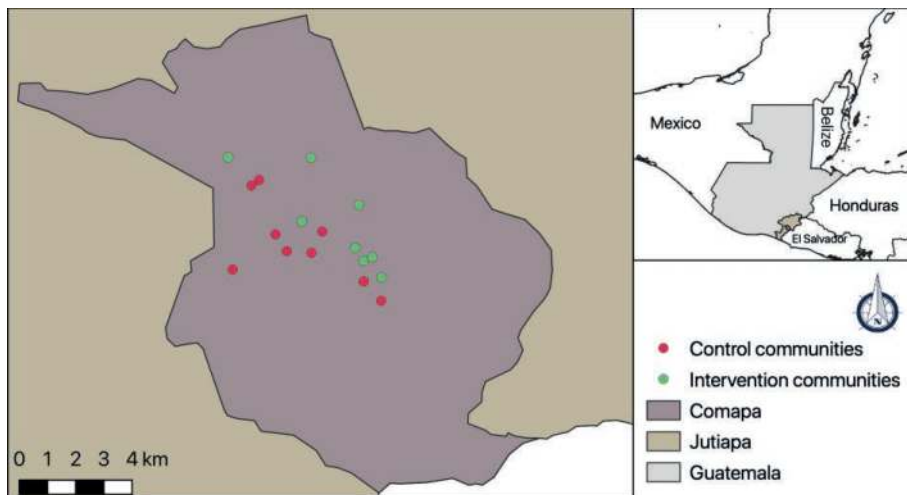 Mexico
Belize
Honduras
El Salvador
N
Control communities
Intervention communities
Comapa
Jutiapa
Guatemala
0 1 2 3 4 km